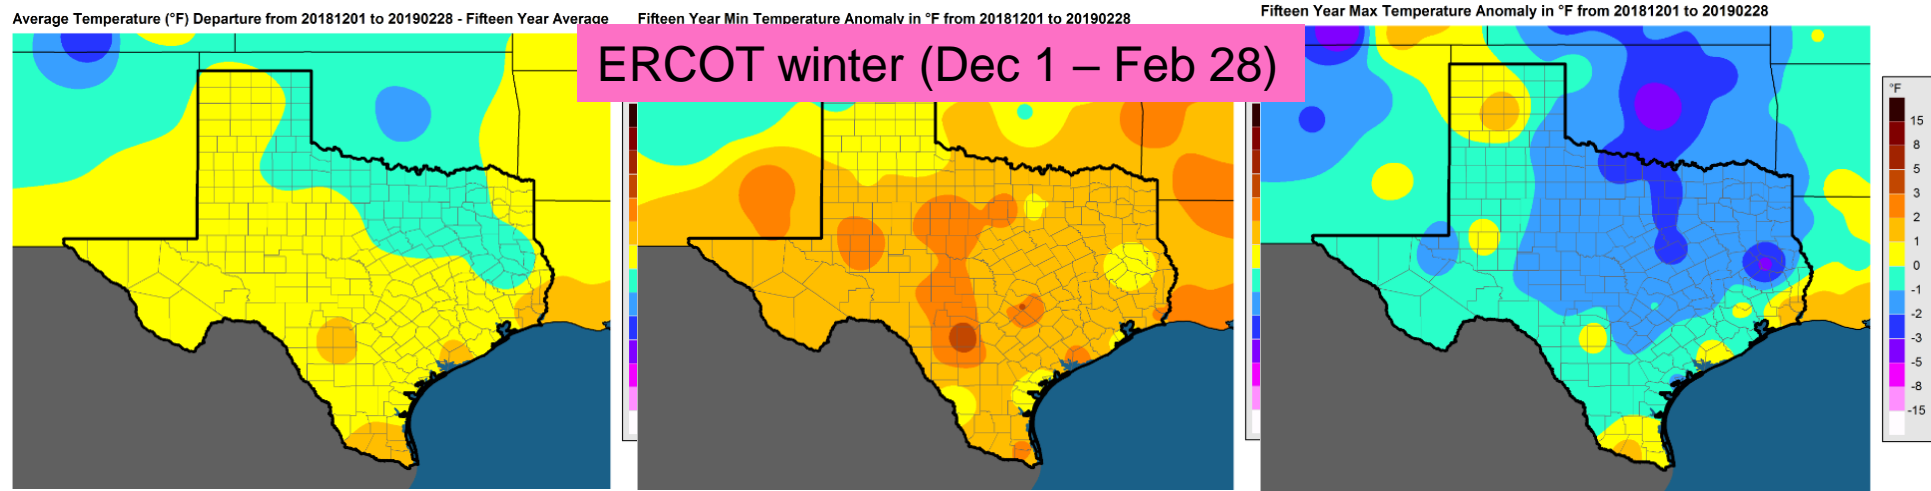 Average Temperature (°F) Departure from 20181201 to 20190228 - Fifteen Year Average
Fifteen Year Min Temperature Anomaly in °F from 20181201 to 20190228
Fifteen Year Max Temperature Anomaly in °F from 20181201 to 20190228
ERCOT winter (Dec 1 – Feb 28)
°F
15
8
5
3
2
1
0
-1
-2
-3
-5
-8
-15